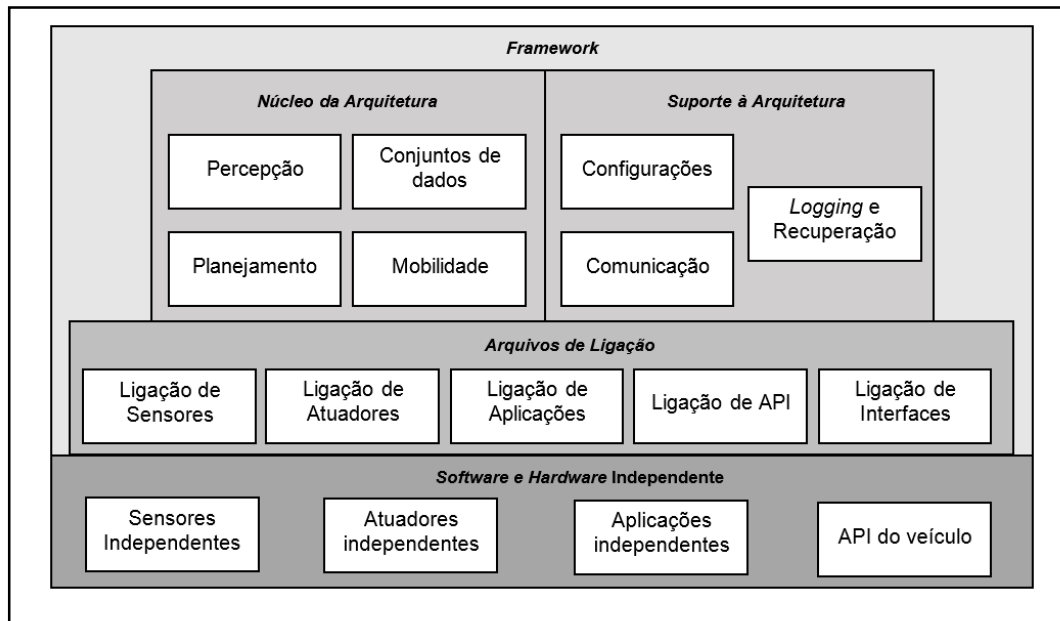 Framework
Núcleo da Arquitetura
Suporte à Arquitetura
Percepção
Conjuntos de
dados
Planejamento
Mobilidade
Configurações
Comunicação
Logging e
Recuperação
Arquivos de Ligação
Ligação de
Sensores
Ligação de
Atuadores
Ligação de
Aplicações
Ligação de API
Ligação de
Interfaces
Software e Hardware Independente
Sensores
Independentes
Atuadores
independentes
Aplicações
independentes
API do veículo